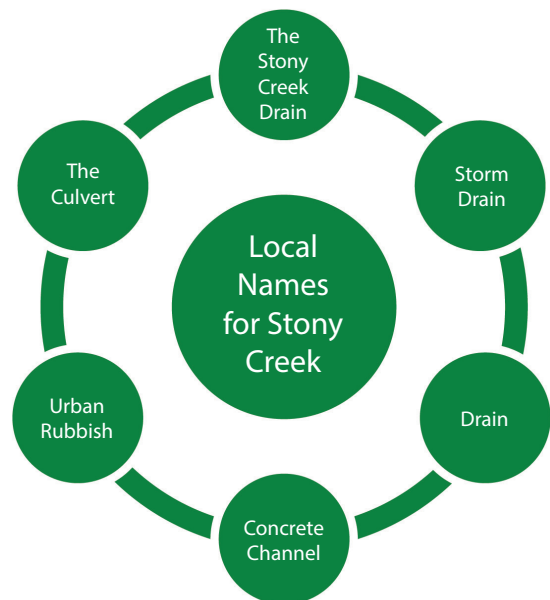 The
Stony
Creek
Drain
Storm
Drain
Drain
Concrete
Channel
Urban
Rubbish
The
Culvert
Local
Names
for Stony
Creek